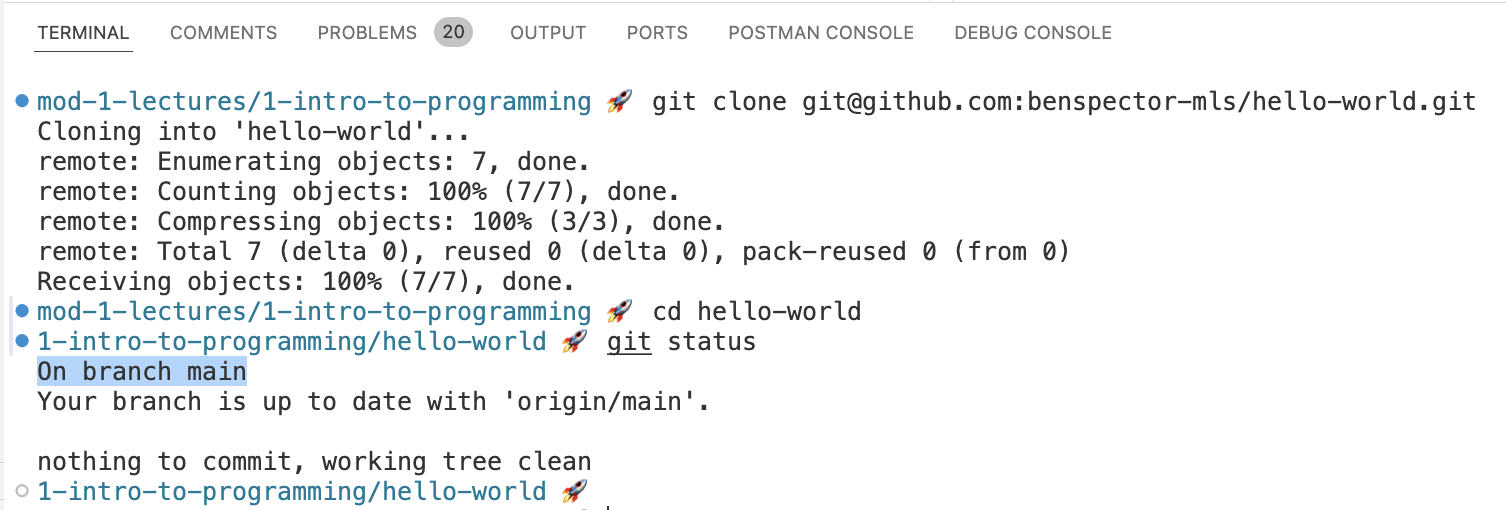 TERMINAL COMMENTS PROBLEMS 20 OUTPUT PORTS POSTMAN CONSOLE DEBUG CONSOLE
mod-1-lectures/1-intro-to-programming 🚀 git clone git@github.com:benspector-mls/hello-world.git
Cloning into 'hello-world'...
remote: Enumerating objects: 7, done.
remote: Counting objects: 100% (7/7), done.
remote: Compressing objects: 100% (3/3), done.
remote: Total 7 (delta 0), reused 0 (delta 0), pack-reused 0 (from 0)
Receiving objects: 100% (7/7), done.
mod-1-lectures/1-intro-to-programming 🚀 cd hello-world
1-intro-to-programming/hello-world 🚀 git status
On branch main
Your branch is up to date with 'origin/main'.
nothing to commit, working tree clean
1-intro-to-programming/hello-world 🚀